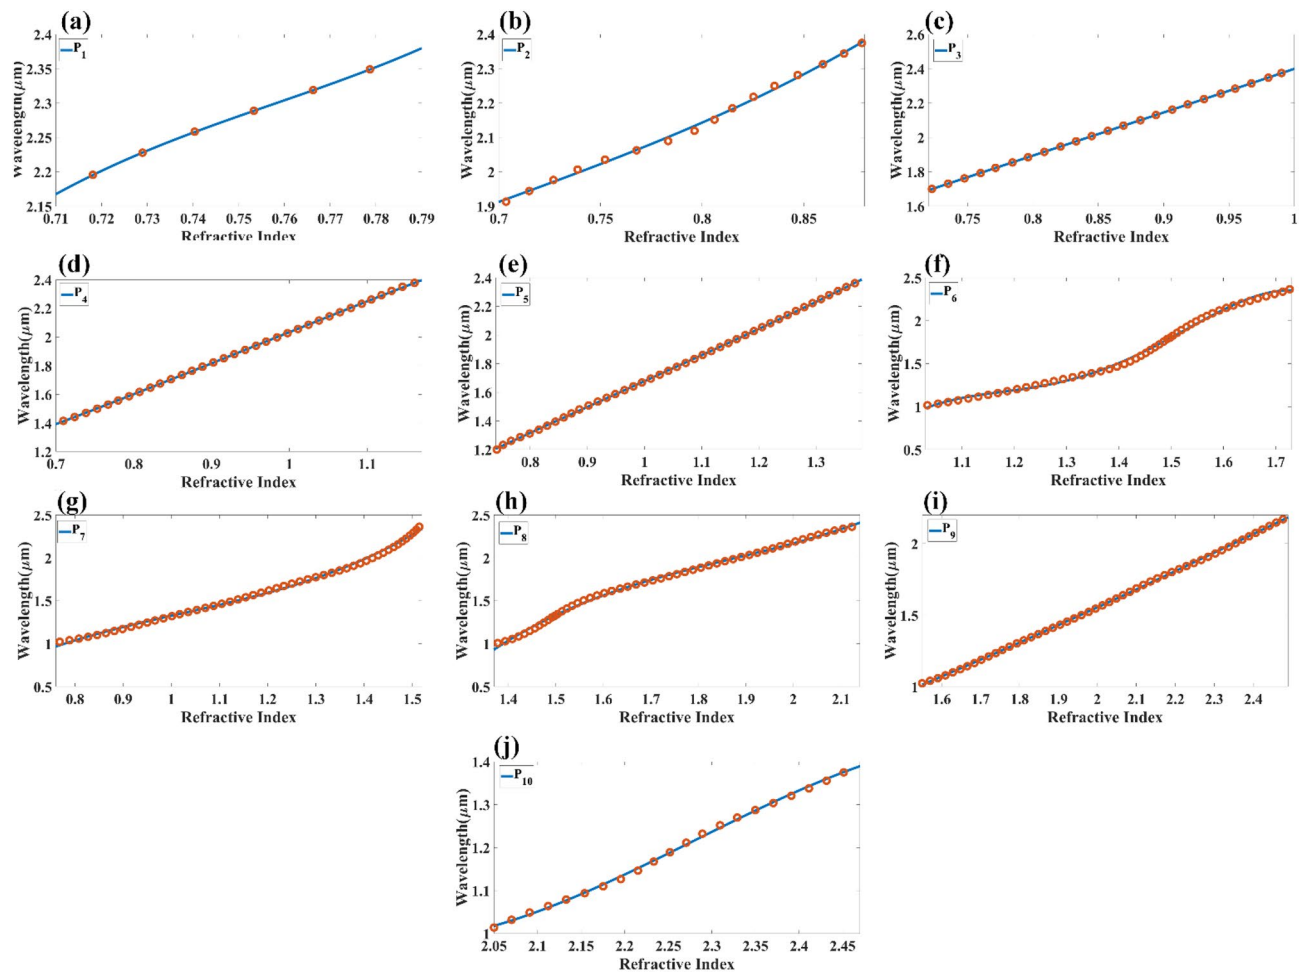 (a)
P1
2.4
2.35
2.3
2.25
2.2
2.15
Wavelength(μm)
0.71 0.72 0.73 0.74 0.75 0.76 0.77 0.78 0.79
Refractive Index
(b)
P2
2.4
2.3
2.2
2.1
2
1.9
Wavelength(μm)
0.7 0.75 0.8 0.85
Refractive Index
(c)
P3
2.6
2.4
2.2
2
1.8
1.6
Wavelength(μm)
0.75 0.8 0.85 0.9 0.95 1
Refractive Index
(d)
P4
2.4
2.2
2
1.8
1.6
1.4
1.2
Wavelength(μm)
0.7 0.8 0.9 1 1.1
Refractive Index
(e)
P5
2.4
2.2
2
1.8
1.6
1.4
1.2
Wavelength(μm)
0.8 0.9 1 1.1 1.2 1.3
Refractive Index
(f)
P6
2.5
2
1.5
1
0.5
Wavelength(μm)
1.1 1.2 1.3 1.4 1.5 1.6 1.7
Refractive Index
(g)
P7
2.5
2
1.5
1
0.5
Wavelength(μm)
0.8 0.9 1 1.1 1.2 1.3 1.4 1.5
Refractive Index
(h)
P8
2.5
2
1.5
1
0.5
Wavelength(μm)
1.4 1.5 1.6 1.7 1.8 1.9 2 2.1
Refractive Index
(i)
P9
2
1.5
1
Wavelength(μm)
1.6 1.7 1.8 1.9 2 2.1 2.2 2.3 2.4
Refractive Index
(j)
P10
1.4
1.3
1.2
1.1
1
Wavelength(μm)
2.05 2.1 2.15 2.2 2.25 2.3 2.35 2.4 2.45
Refractive Index